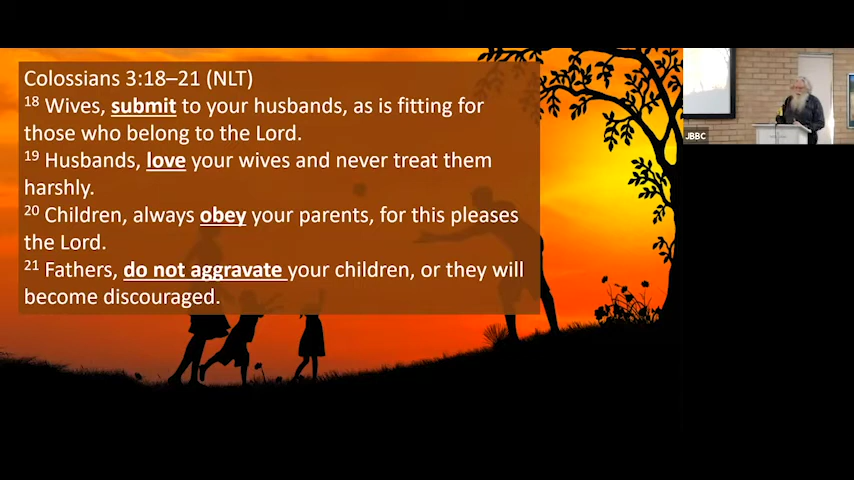 Colossians 3:18–21 (NLT)
18 Wives, submit to your husbands, as is fitting for
those who belong to the Lord.
19 Husbands, love your wives and never treat them
harshly.
20 Children, always obey your parents, for this pleases
the Lord.
21 Fathers, do not aggravate your children, or they will
become discouraged.
JBBC